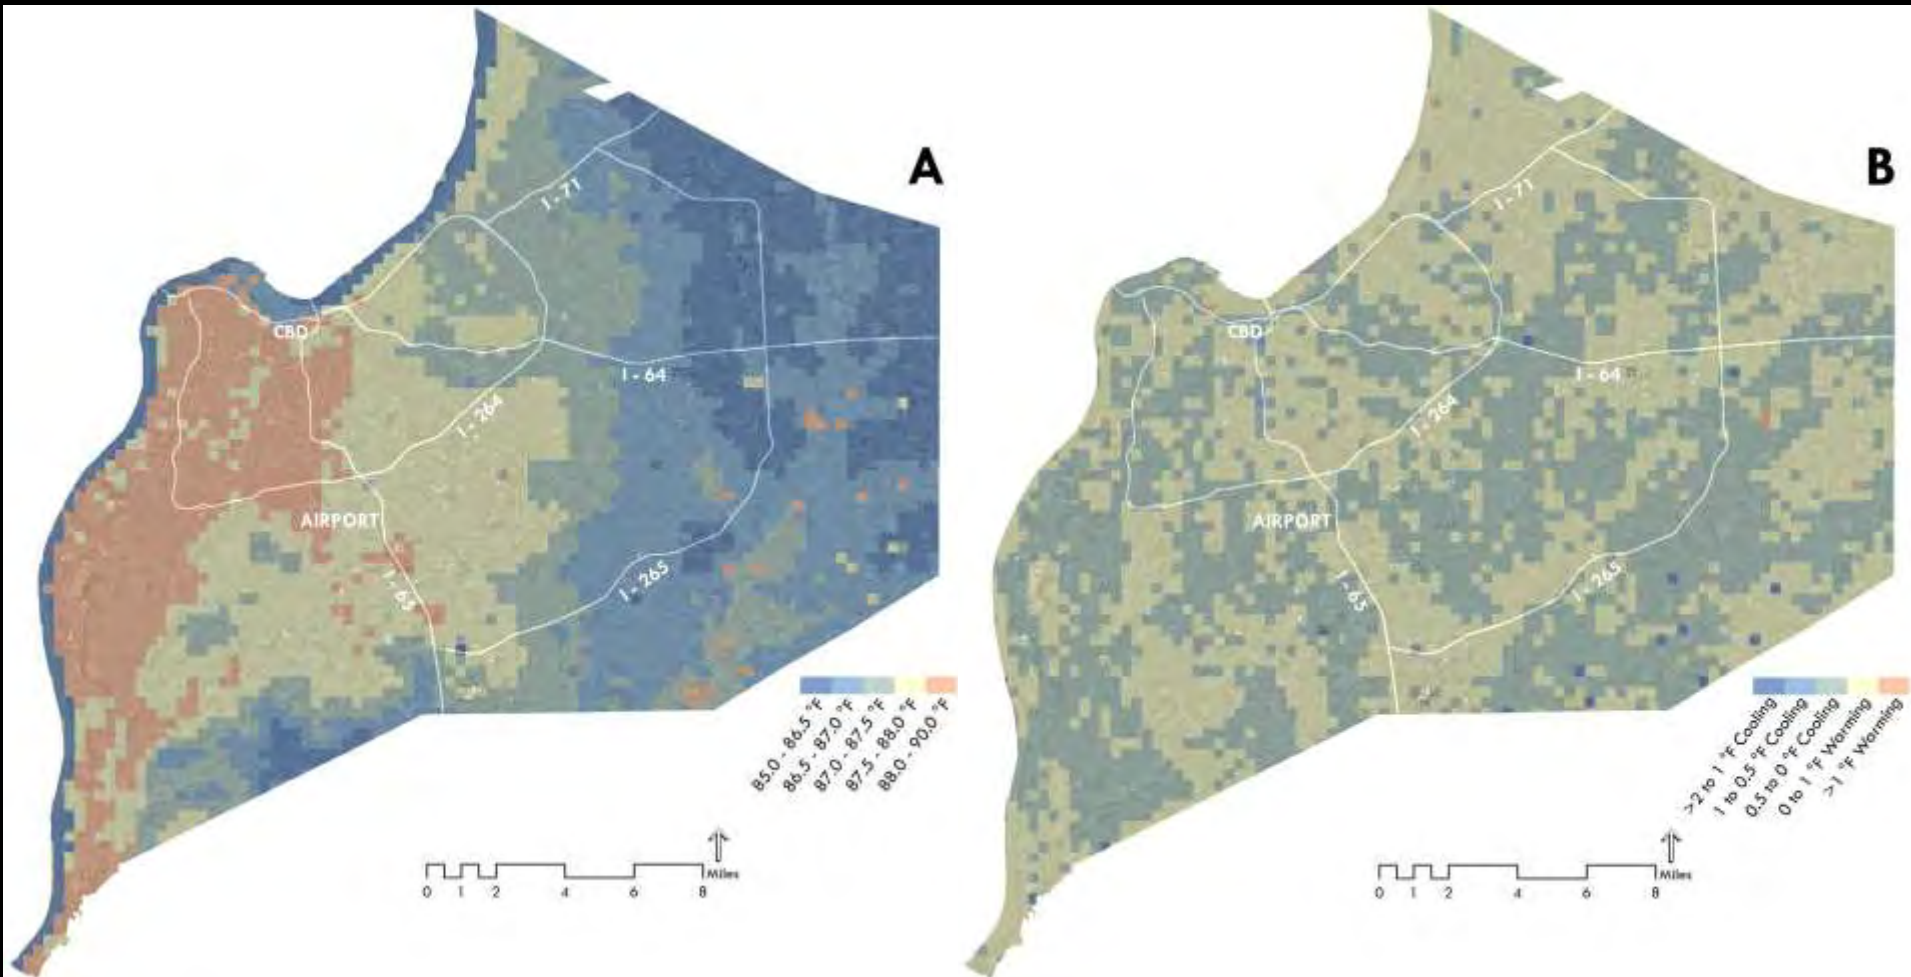 A
I - 71
CBD
I - 64
I - 264
AIRPORT
I - 65
I - 265
85.0 - 86.5 °F
86.5 - 87.0 °F
87.0 - 87.5 °F
87.5 - 88.0 °F
88.0 - 90.0 °F
0 1 2 4 6 8 Miles
B
I - 71
CBD
I - 64
I - 264
AIRPORT
I - 65
I - 265
>2 to 1 °F Cooling
1 to 0.5 °F Cooling
0.5 to 0 °F Cooling
0 to 1 °F Warming
>1 °F Warming
0 1 2 4 6 8 Miles